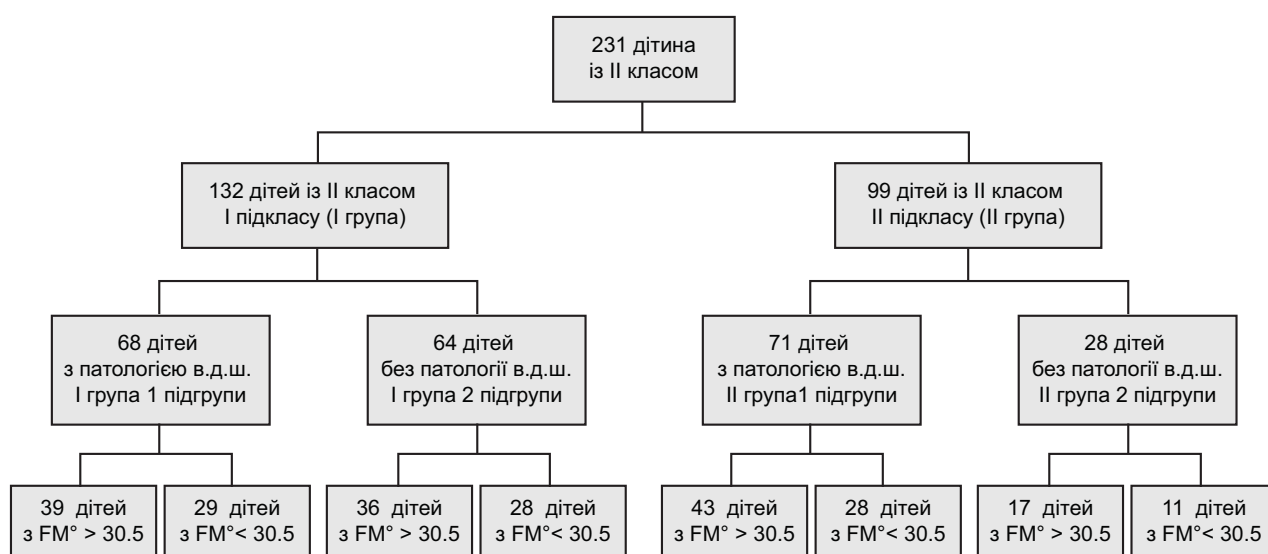 231 дітина
із II класом
132 дітей із II класом
I підкласу (I група)
99 дітей із II класом
II підкласу (II група)
68 дітей
з патологією в.д.ш.
I група 1 підгрупи
64 дітей
без патології в.д.ш.
I група 2 підгрупи
71 дітей
з патологією в.д.ш.
II група1 підгрупи
28 дітей
без патології в.д.ш.
II група 2 підгрупи
39 дітей
з FM° > 30.5
29 дітей
з FM°< 30.5
36 дітей
з FM° > 30.5
28 дітей
з FM°< 30.5
43 дітей
з FM° > 30.5
28 дітей
з FM°< 30.5
17 дітей
з FM° > 30.5
11 дітей
з FM°< 30.5